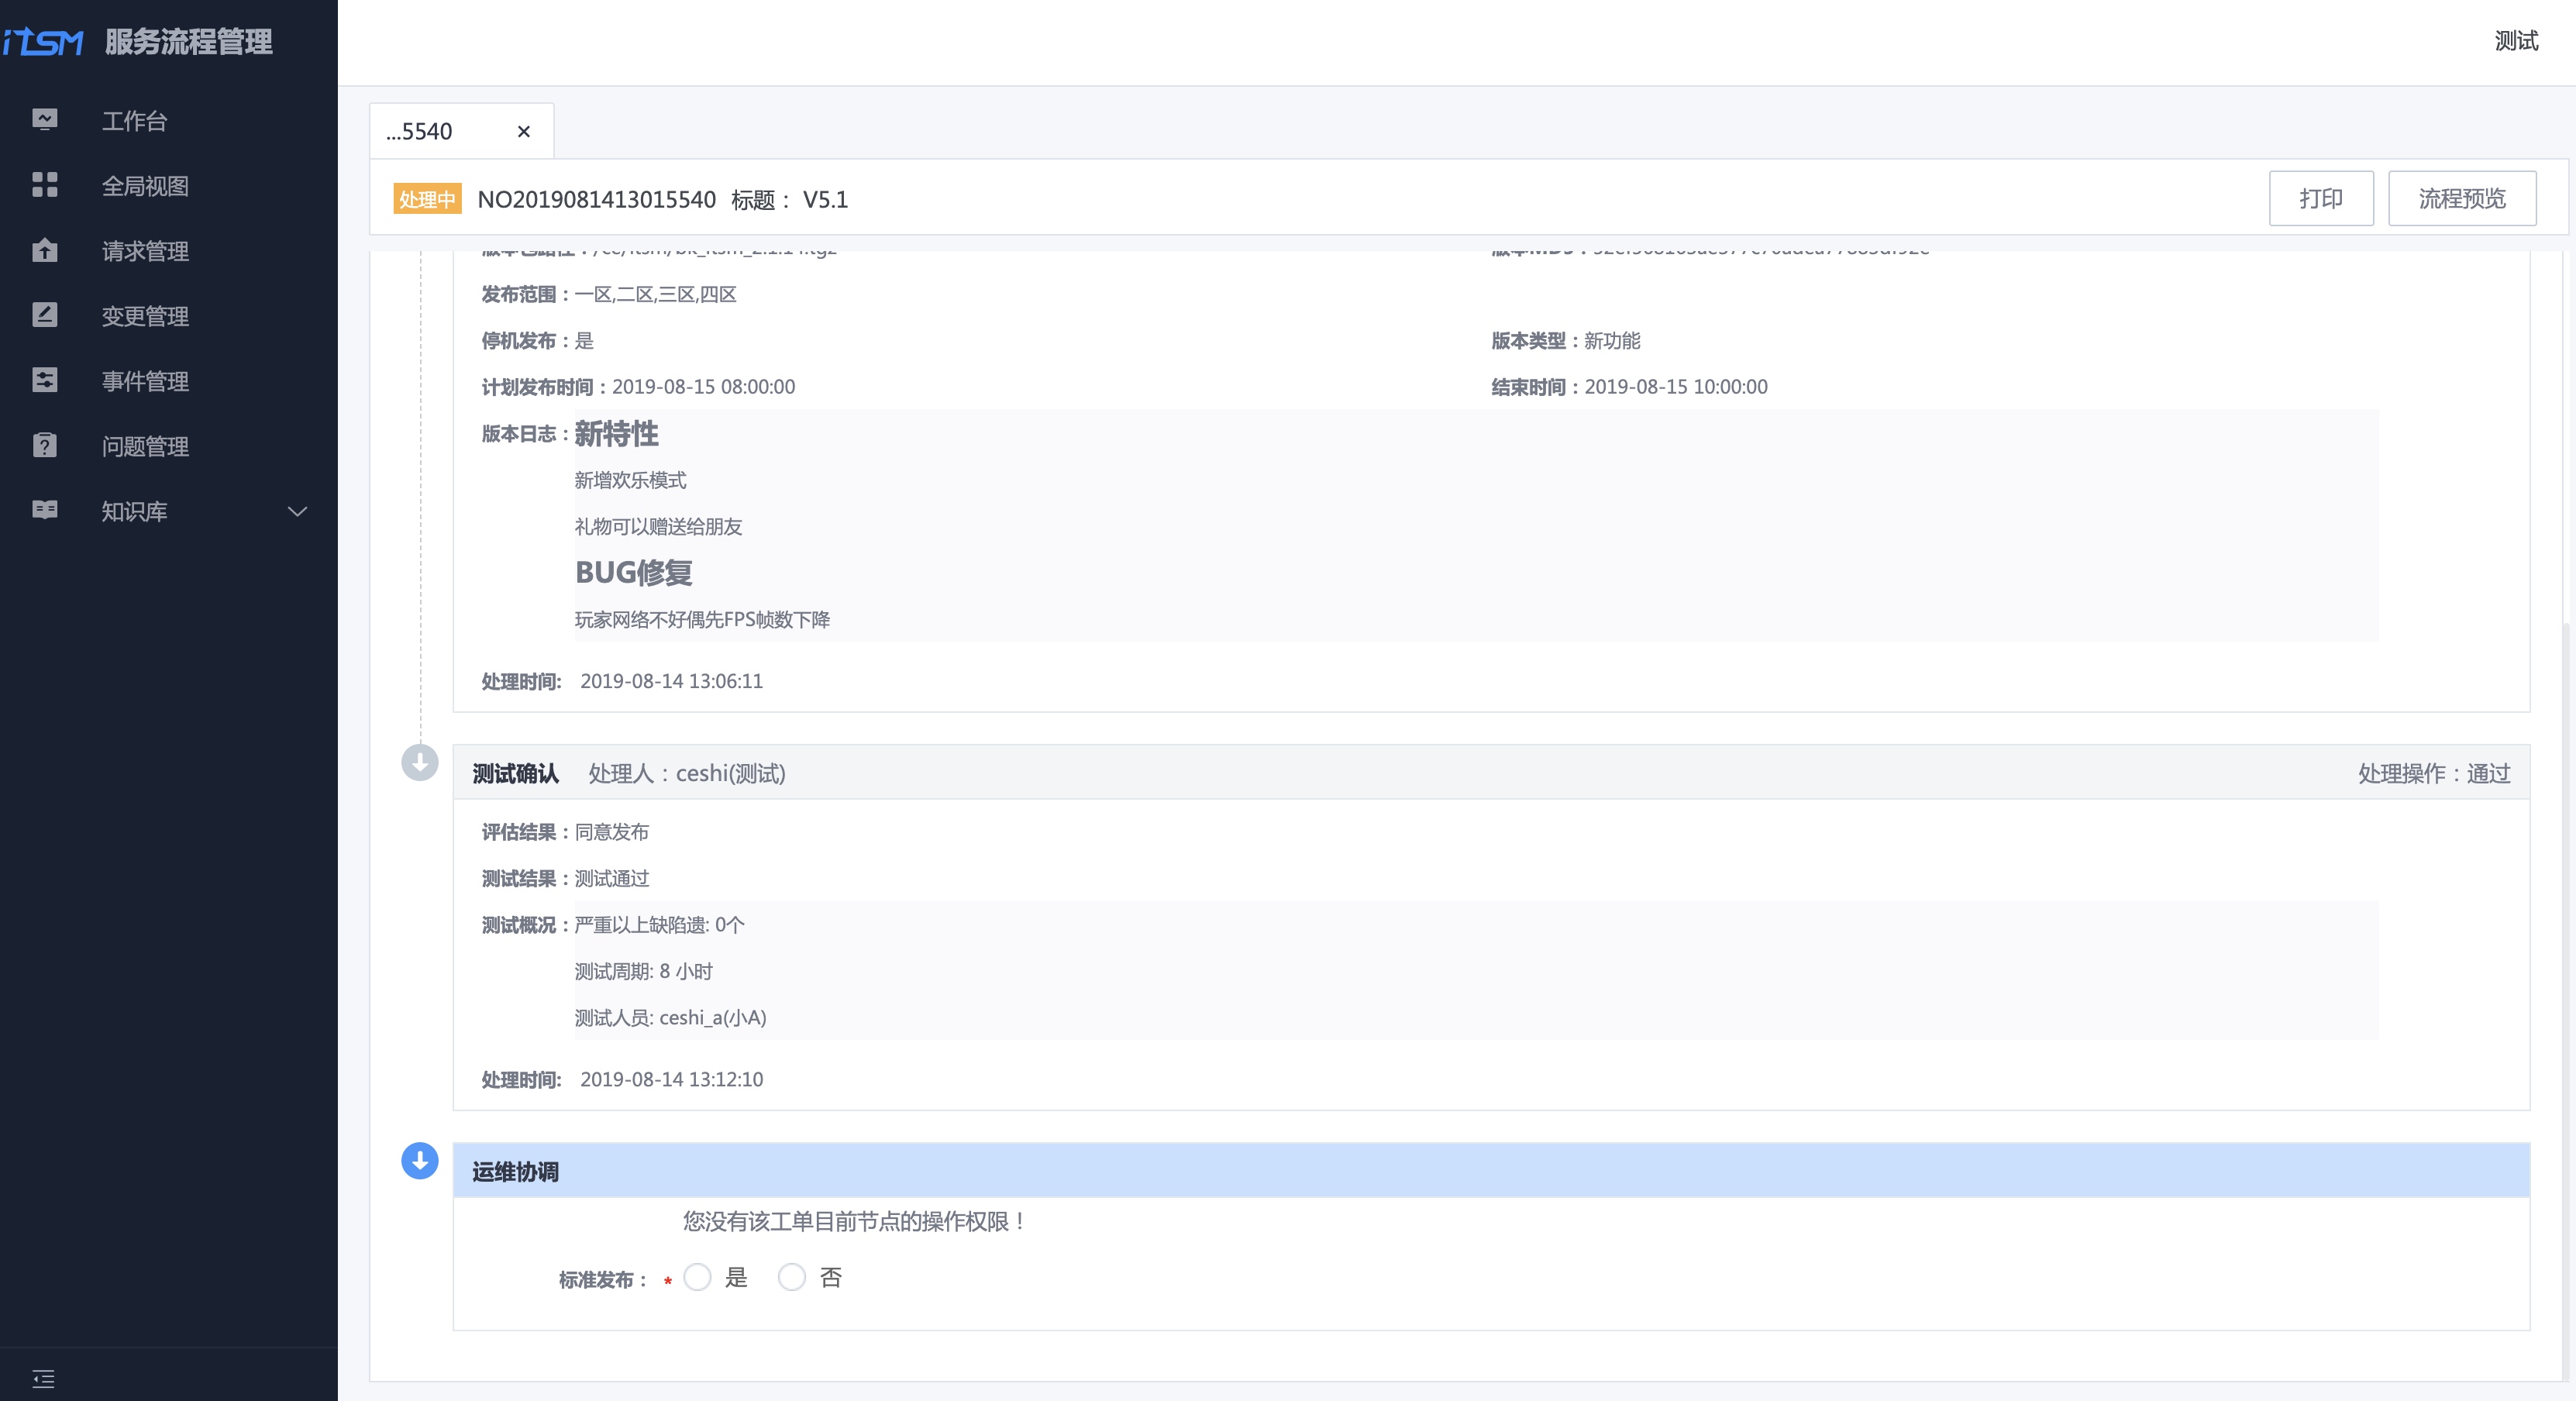 iTSM 服务流程管理
测试
工作台
全局视图
请求管理
变更管理
事件管理
问题管理
知识库
...5540 ×
处理中 NO2019081413015540 标题： V5.1
打印 流程预览
发布范围：一区,二区,三区,四区
停机发布：是 版本类型：新功能
计划发布时间：2019-08-15 08:00:00 结束时间：2019-08-15 10:00:00
版本日志：新特性
新增欢乐模式
礼物可以赠送给朋友
BUG修复
玩家网络不好偶先FPS帧数下降
处理时间: 2019-08-14 13:06:11
测试确认 处理人：ceshi(测试) 处理操作：通过
评估结果：同意发布
测试结果：测试通过
测试概况：严重以上缺陷遗: 0个
测试周期: 8 小时
测试人员: ceshi_a(小A)
处理时间: 2019-08-14 13:12:10
运维协调
您没有该工单目前节点的操作权限！
标准发布： * 是 否